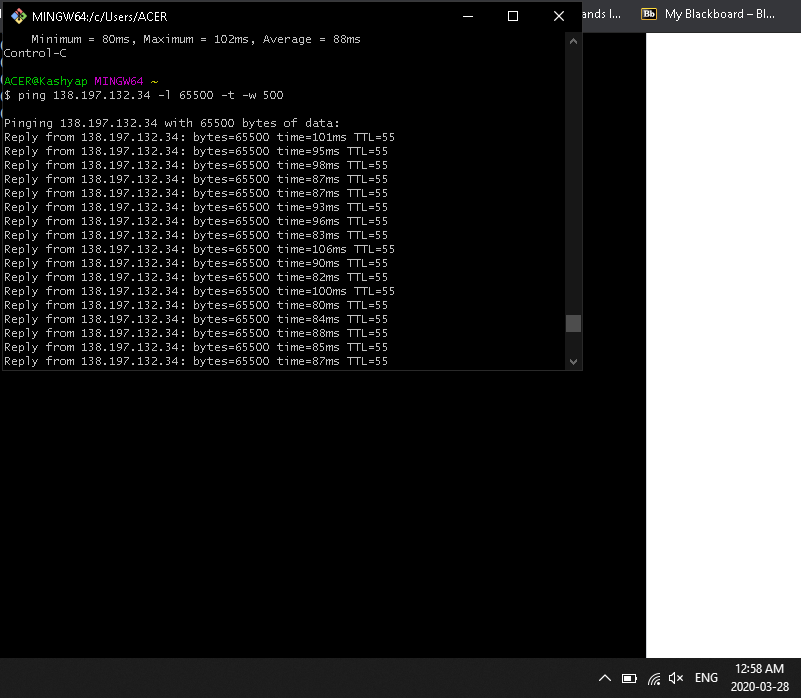 MINGW64:/c/Users/ACER
ands I...
Bb My Blackboard – Bl...
Minimum = 80ms, Maximum = 102ms, Average = 88ms
Control-C
ACER@Kashyap MINGW64 ~
$ ping 138.197.132.34 -l 65500 -t -w 500
Pinging 138.197.132.34 with 65500 bytes of data:
Reply from 138.197.132.34: bytes=65500 time=101ms TTL=55
Reply from 138.197.132.34: bytes=65500 time=95ms TTL=55
Reply from 138.197.132.34: bytes=65500 time=98ms TTL=55
Reply from 138.197.132.34: bytes=65500 time=87ms TTL=55
Reply from 138.197.132.34: bytes=65500 time=87ms TTL=55
Reply from 138.197.132.34: bytes=65500 time=93ms TTL=55
Reply from 138.197.132.34: bytes=65500 time=96ms TTL=55
Reply from 138.197.132.34: bytes=65500 time=83ms TTL=55
Reply from 138.197.132.34: bytes=65500 time=106ms TTL=55
Reply from 138.197.132.34: bytes=65500 time=90ms TTL=55
Reply from 138.197.132.34: bytes=65500 time=82ms TTL=55
Reply from 138.197.132.34: bytes=65500 time=100ms TTL=55
Reply from 138.197.132.34: bytes=65500 time=80ms TTL=55
Reply from 138.197.132.34: bytes=65500 time=84ms TTL=55
Reply from 138.197.132.34: bytes=65500 time=88ms TTL=55
Reply from 138.197.132.34: bytes=65500 time=85ms TTL=55
Reply from 138.197.132.34: bytes=65500 time=87ms TTL=55
ENG
12:58 AM
2020-03-28